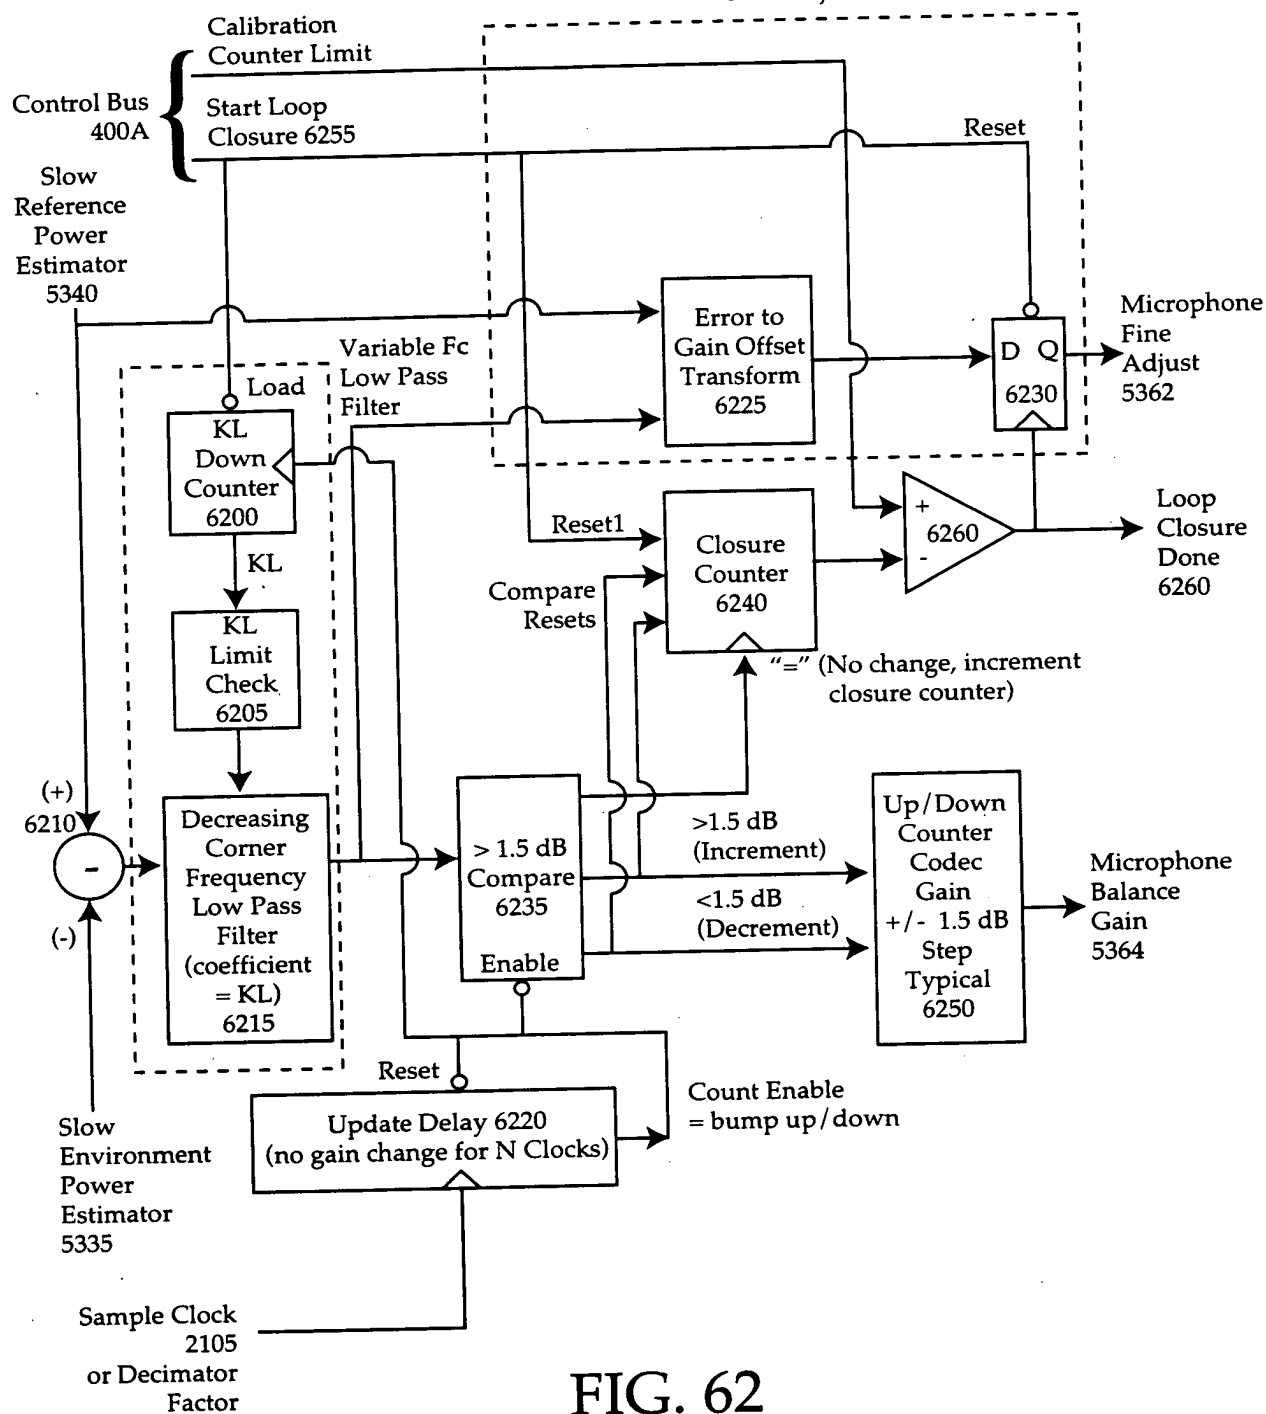 Calibration
Counter Limit
Control Bus
400A
Start Loop
Closure 6255
Reset
Slow
Reference
Power
Estimator
5340
Variable Fc
Low Pass
Filter
Error to
Gain Offset
Transform
6225
D Q
6230
Microphone
Fine
Adjust
5362
Load
KL
Down
Counter
6200
KL
KL
Limit
Check
6205
Reset1
Compare
Resets
Closure
Counter
6240
+
6260
-
Loop
Closure
Done
6260
"=" (No change, increment
closure counter)
(+)
6210
-
(-)
Decreasing
Corner
Frequency
Low Pass
Filter
(coefficient
= KL)
6215
> 1.5 dB
Compare
6235
Enable
>1.5 dB
(Increment)
<1.5 dB
(Decrement)
Up/Down
Counter
Codec
Gain
+/- 1.5 dB
Step
Typical
6250
Microphone
Balance
Gain
5364
Reset
Update Delay 6220
(no gain change for N Clocks)
Count Enable
= bump up/down
Slow
Environment
Power
Estimator
5335
Sample Clock
2105
or Decimator
Factor
FIG. 62